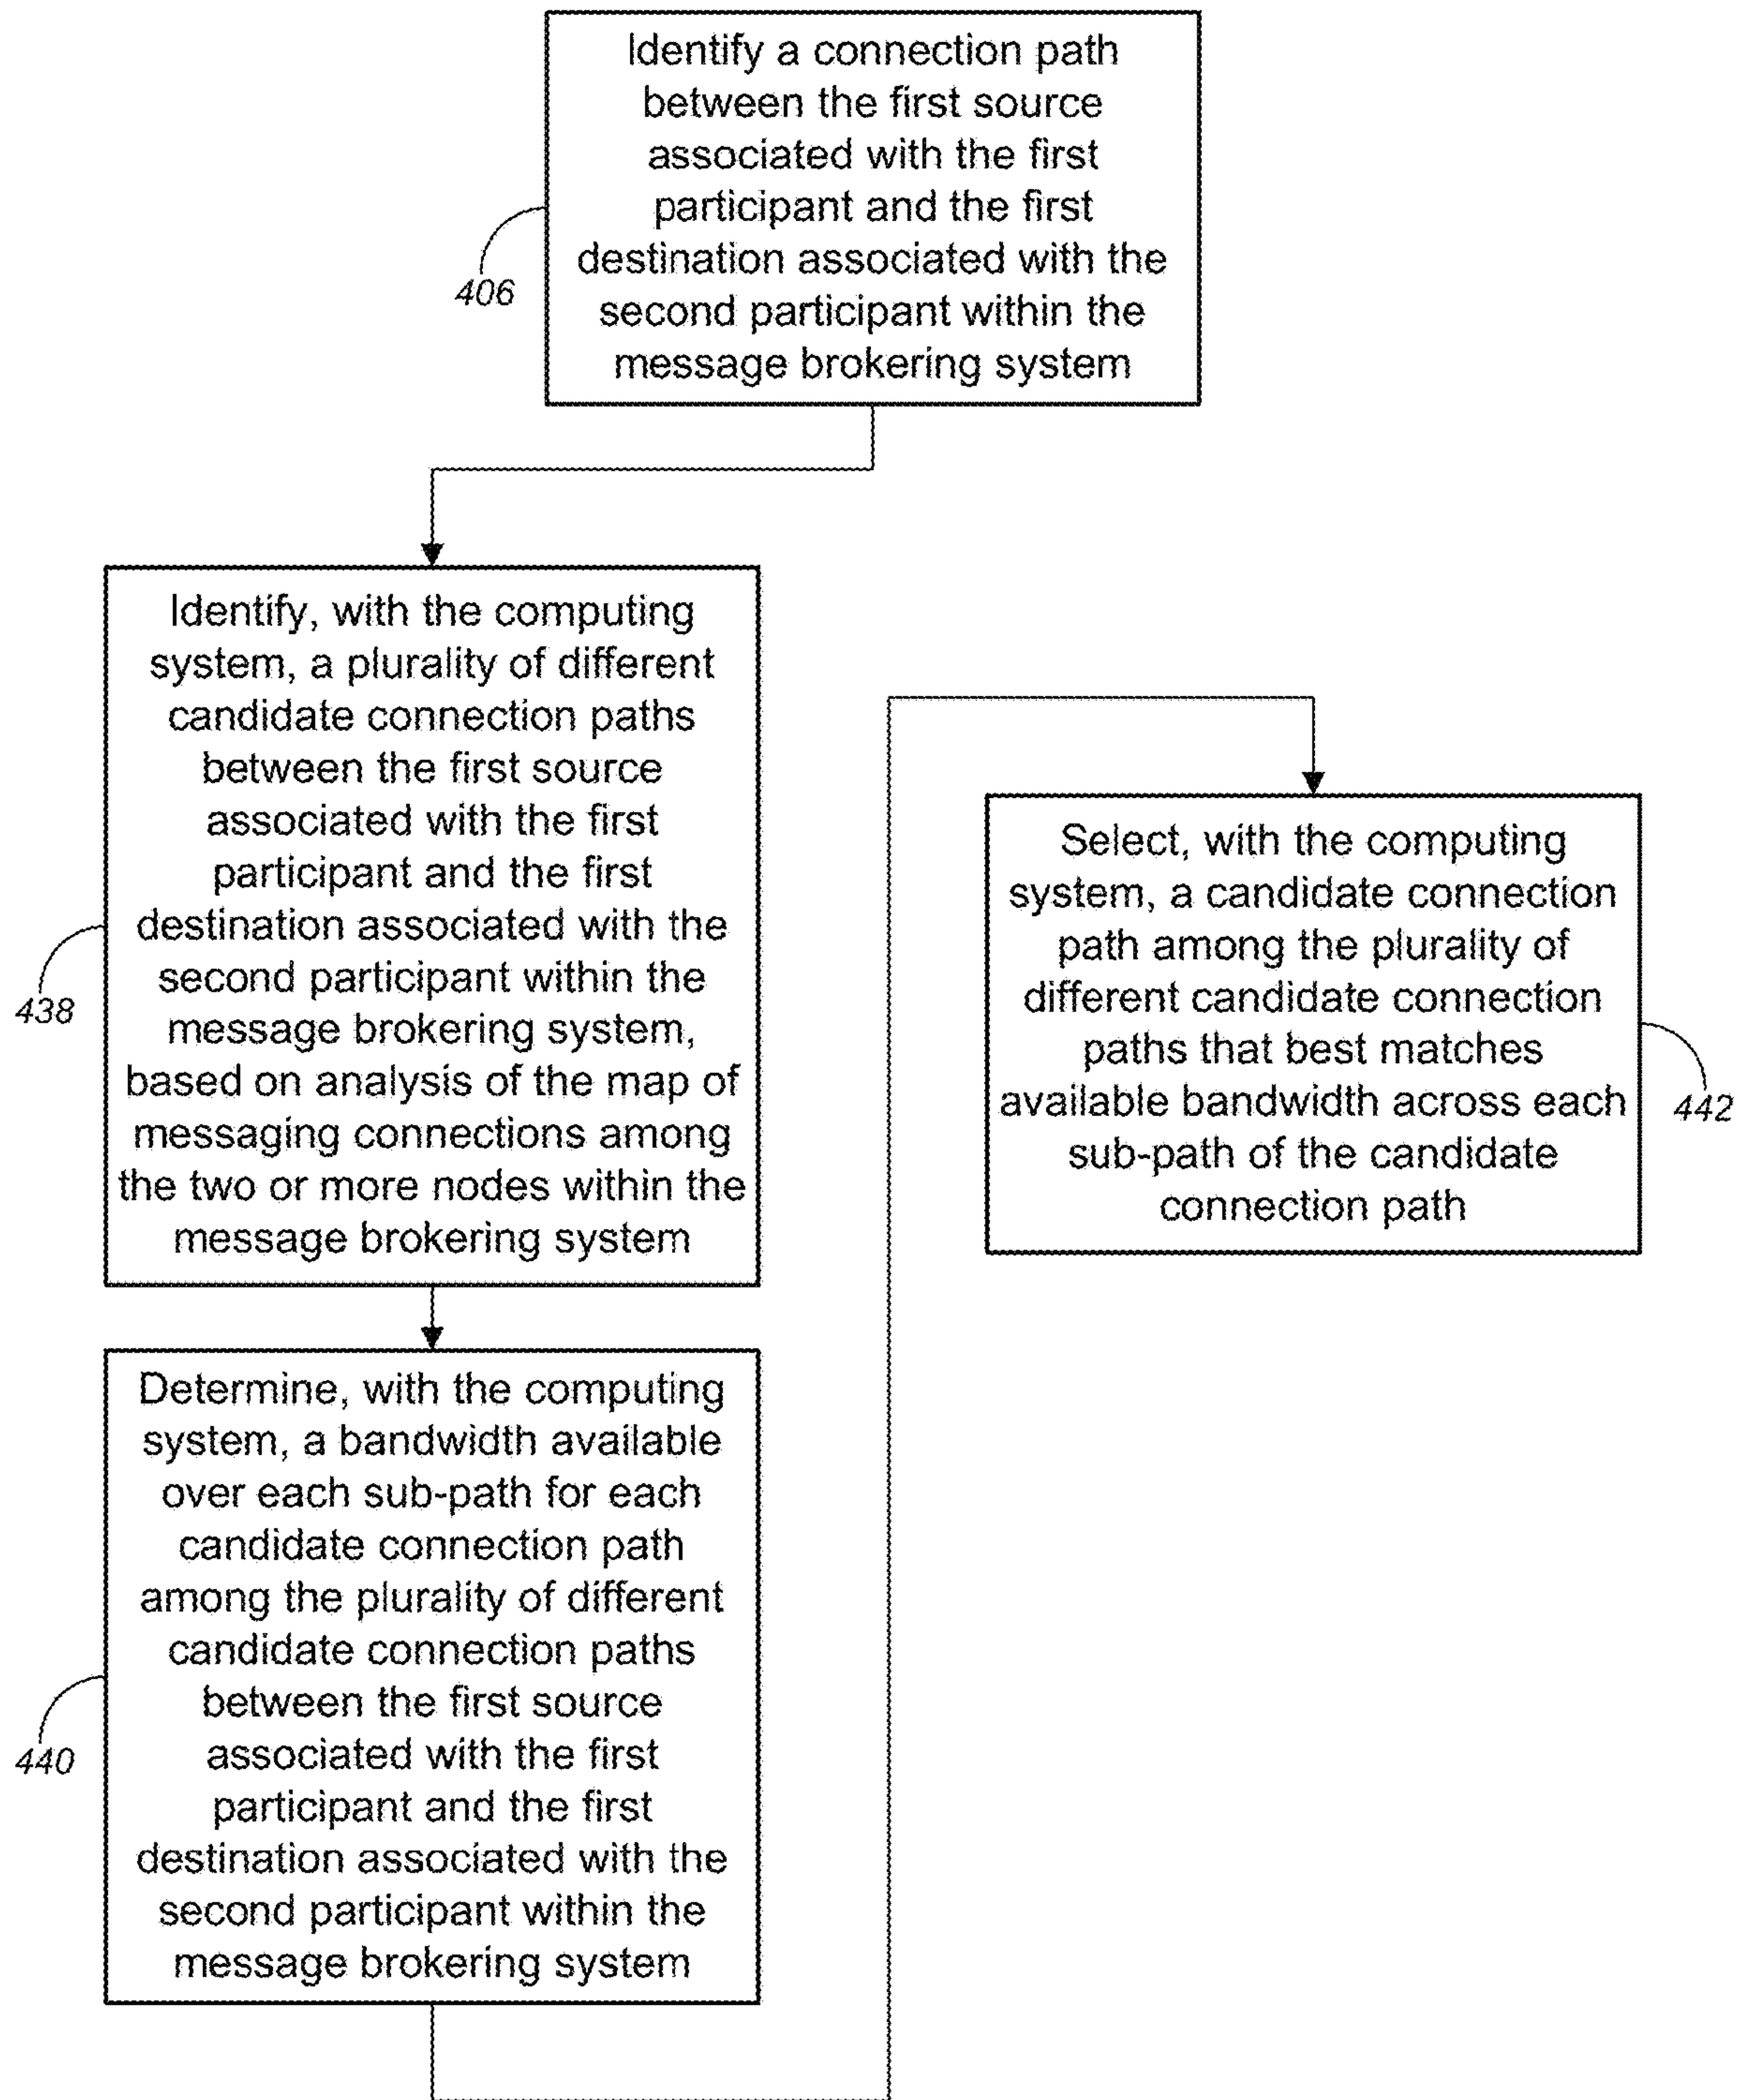 Identify a connection path
between the first source
associated with the first
participant and the first
destination associated with the
second participant within the
message brokering system
406
Identify, with the computing
system, a plurality of different
candidate connection paths
between the first source
associated with the first
participant and the first
destination associated with the
second participant within the
message brokering system,
based on analysis of the map of
messaging connections among
the two or more nodes within the
message brokering system
438
Determine, with the computing
system, a bandwidth available
over each sub-path for each
candidate connection path
among the plurality of different
candidate connection paths
between the first source
associated with the first
participant and the first
destination associated with the
second participant within the
message brokering system
440
Select, with the computing
system, a candidate connection
path among the plurality of
different candidate connection
paths that best matches
available bandwidth across each
sub-path of the candidate
connection path
442